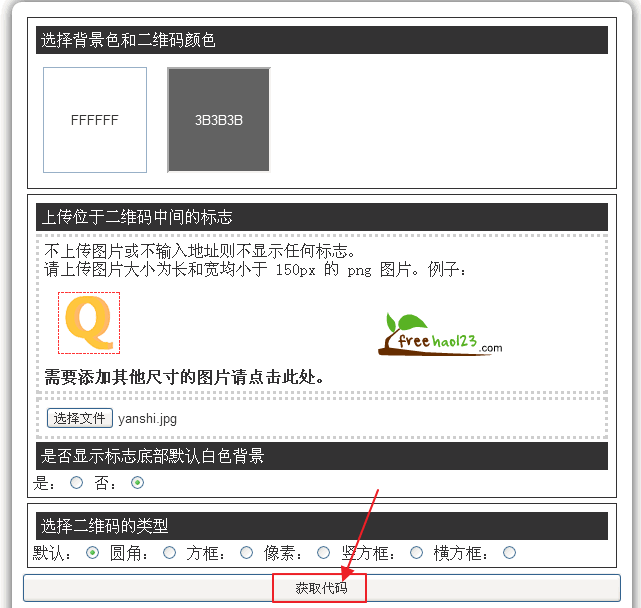 选择背景色和二维码颜色
FFFFFF
3B3B3B
上传位于二维码中间的标志
不上传图片或不输入地址则不显示任何标志。
请上传图片大小为长和宽均小于 150px 的 png 图片。例子：
Q
freehao123.com
需要添加其他尺寸的图片请点击此处。
选择文件 yanshi.jpg
是否显示标志底部默认白色背景
是： 否：
选择二维码的类型
默认： 圆角： 方框： 像素： 竖方框： 横方框：
获取代码